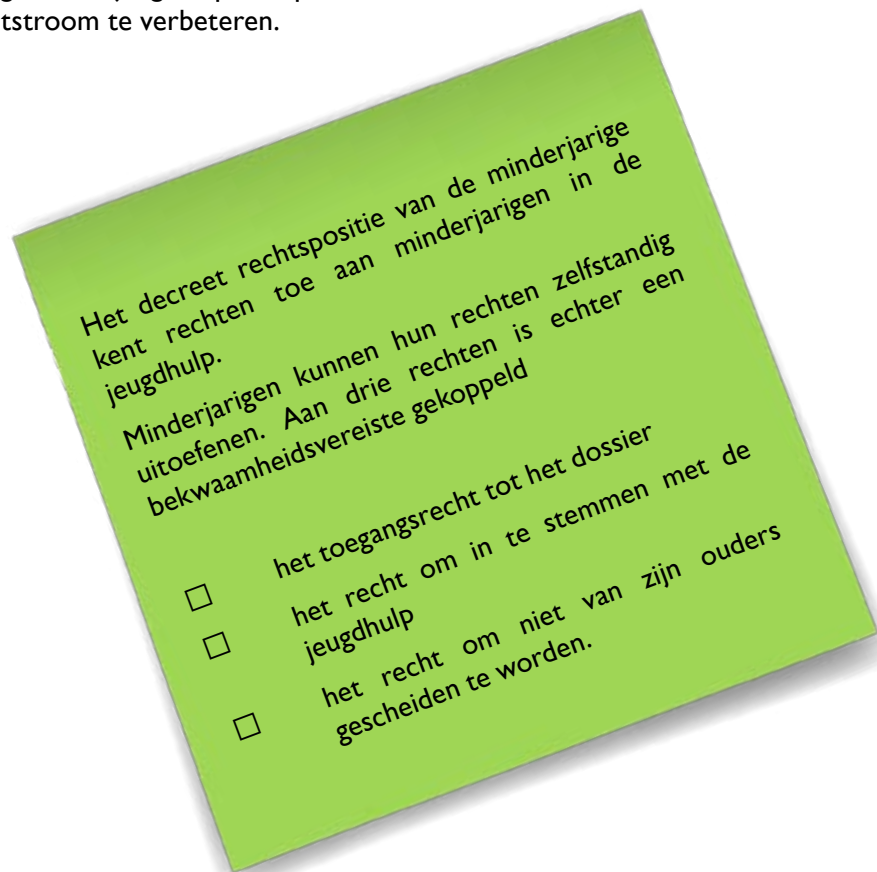 tstroom te verbeteren.
Het decreet rechtspositie van de minderjarige
kent rechten toe aan minderjarigen in de
jeugdhulp.
Minderjarigen kunnen hun rechten zelfstandig
uitoefenen. Aan drie rechten is echter een
bekwaamheidsvereiste gekoppeld
☐ het toegangsrecht tot het dossier
☐ het recht om in te stemmen met de
jeugdhulp
☐ het recht om niet van zijn ouders
gescheiden te worden.